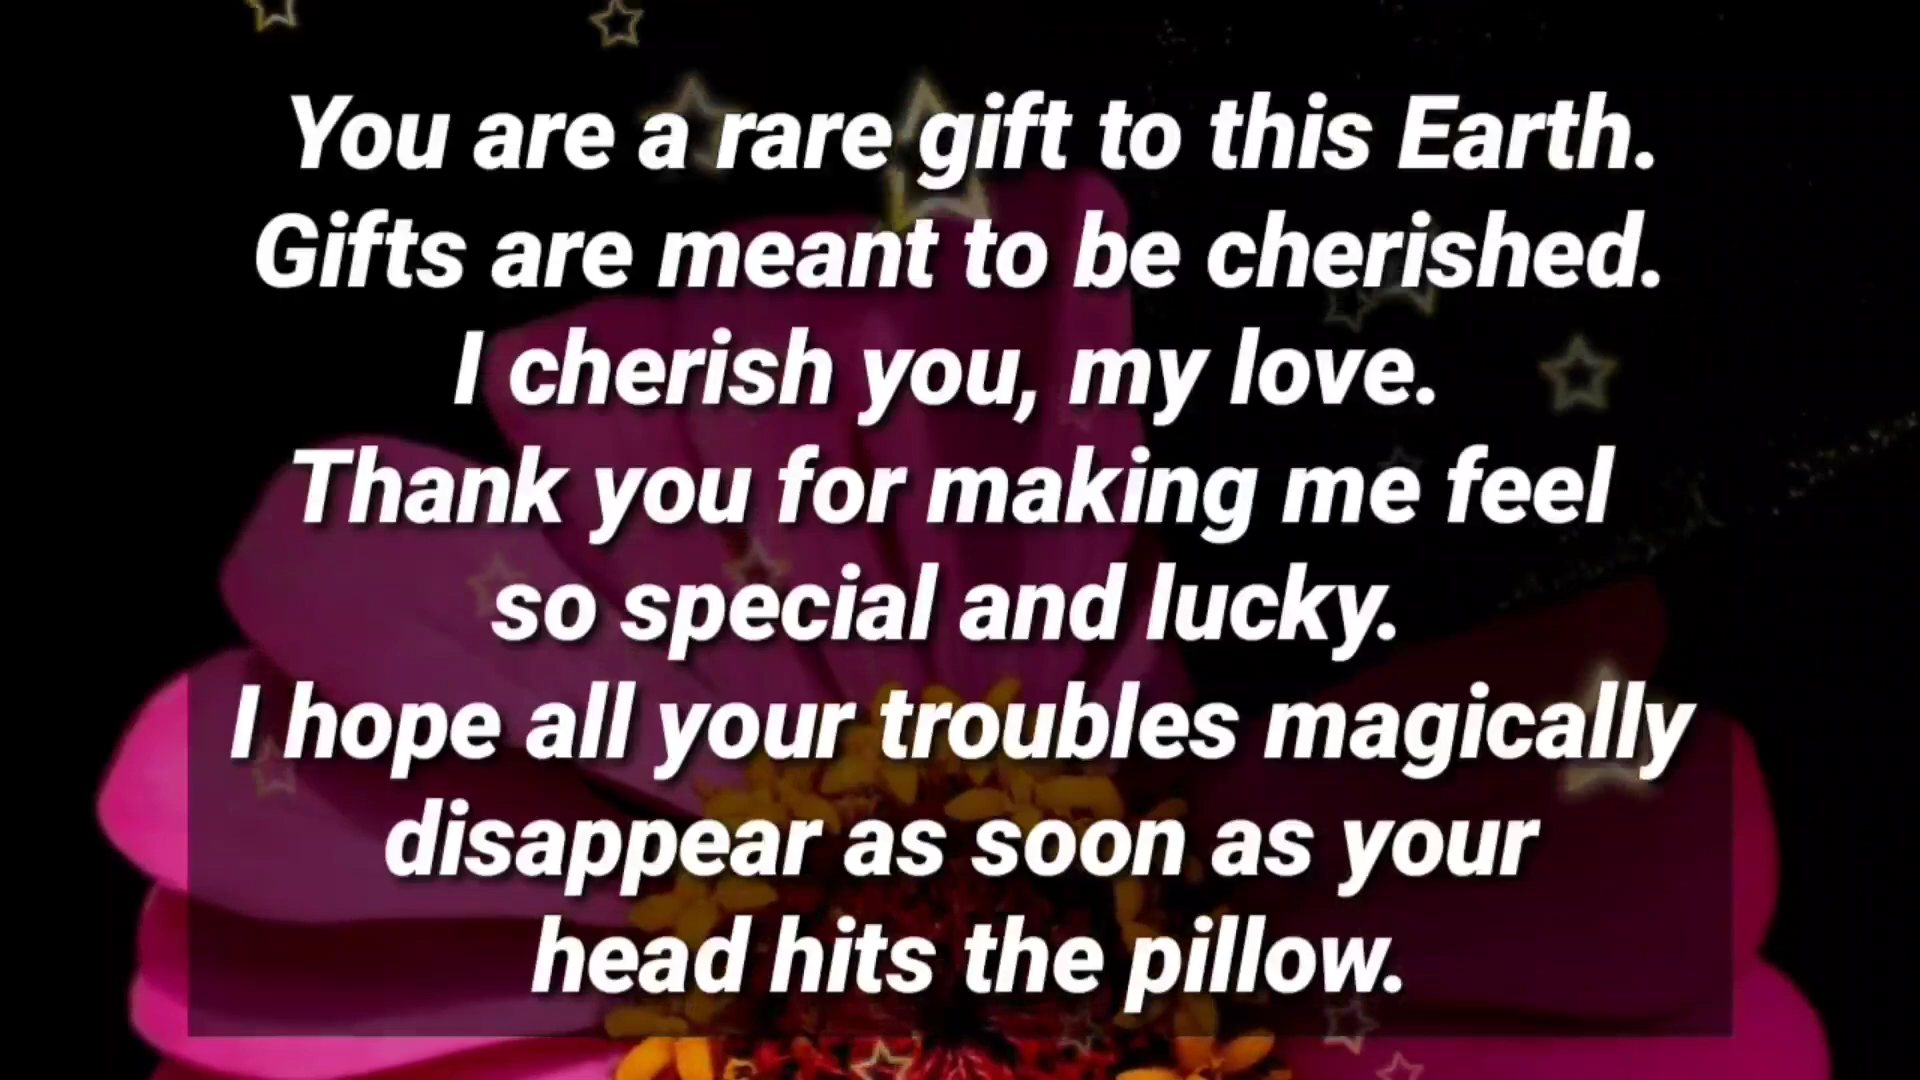 You are a rare gift to this Earth.
Gifts are meant to be cherished.
I cherish you, my love.
Thank you for making me feel
so special and lucky.
I hope all your troubles magically
disappear as soon as your
head hits the pillow.